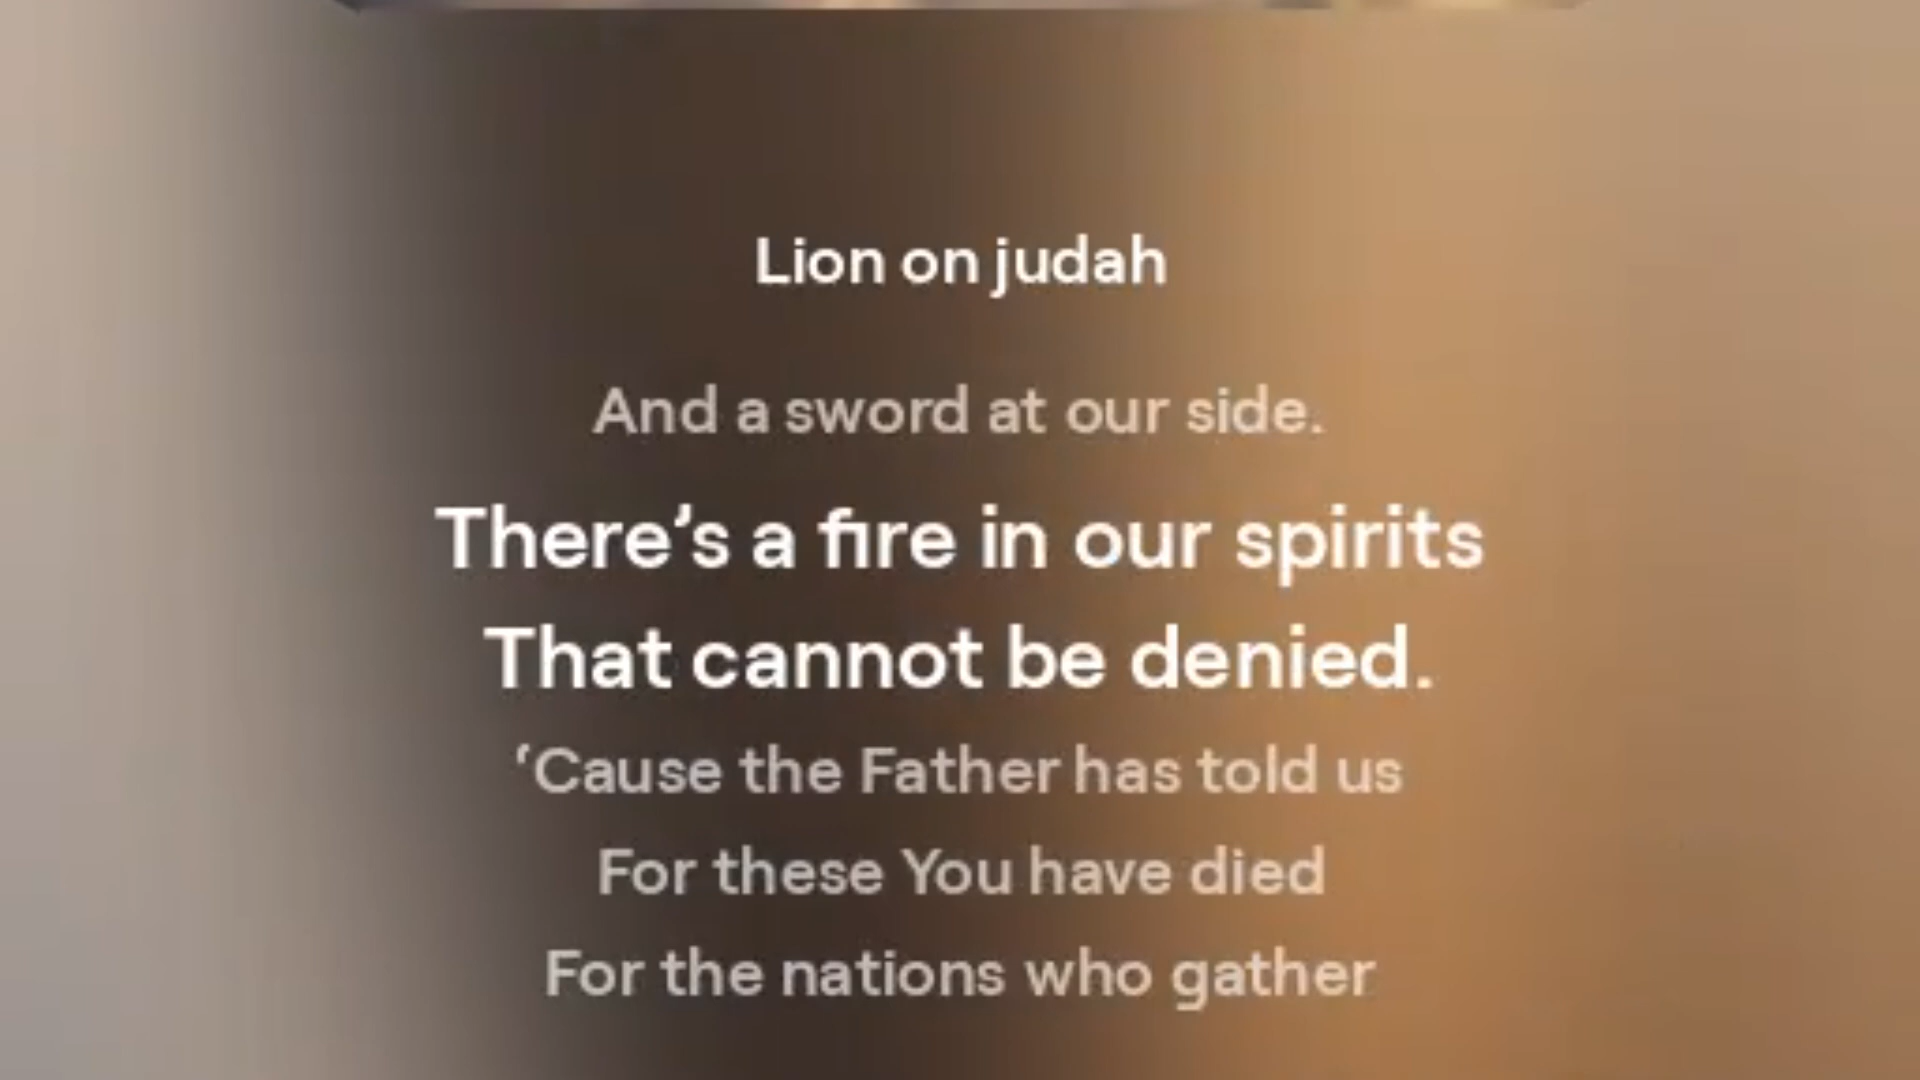 Lion on judah
And a sword at our side.
There’s a fire in our spirits
That cannot be denied.
‘Cause the Father has told us
For these You have died
For the nations who gather